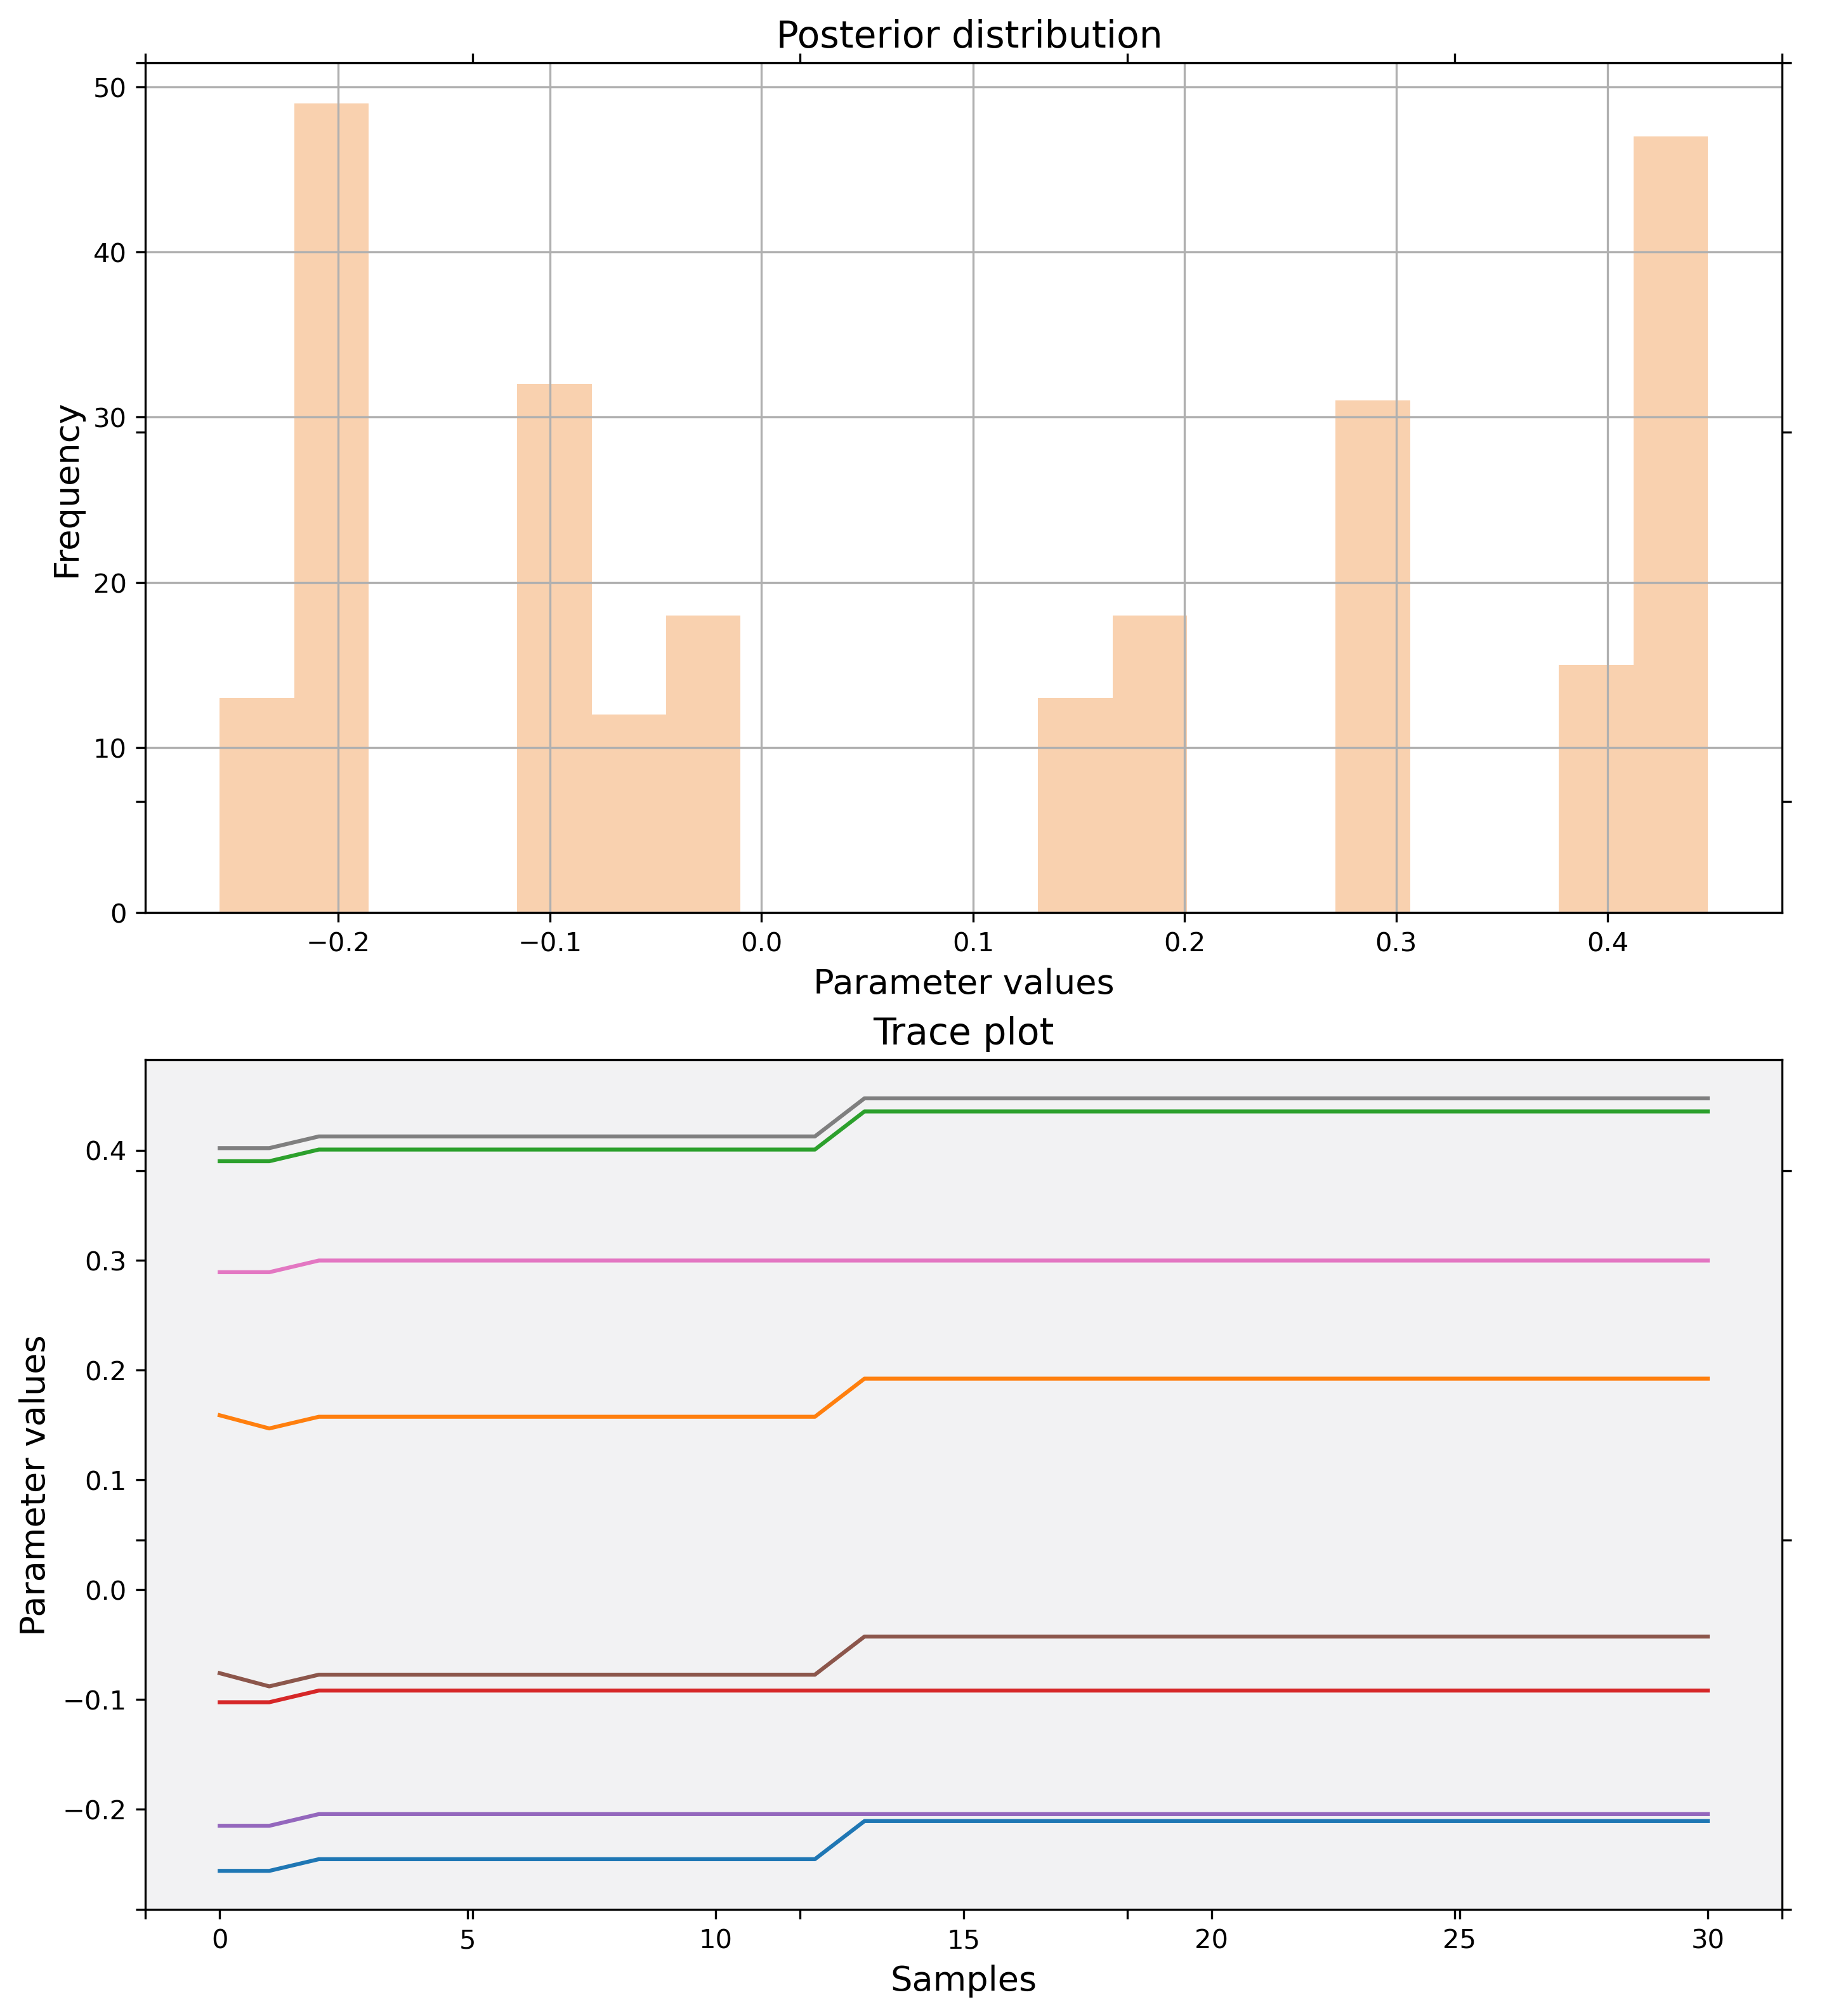 Posterior distribution
50
40
30
20
10
0
Frequency
−0.2 −0.1 0.0 0.1 0.2 0.3 0.4
Parameter values
Trace plot
0.4
0.3
0.2
0.1
0.0
−0.1
−0.2
Parameter values
0 5 10 15 20 25 30
Samples